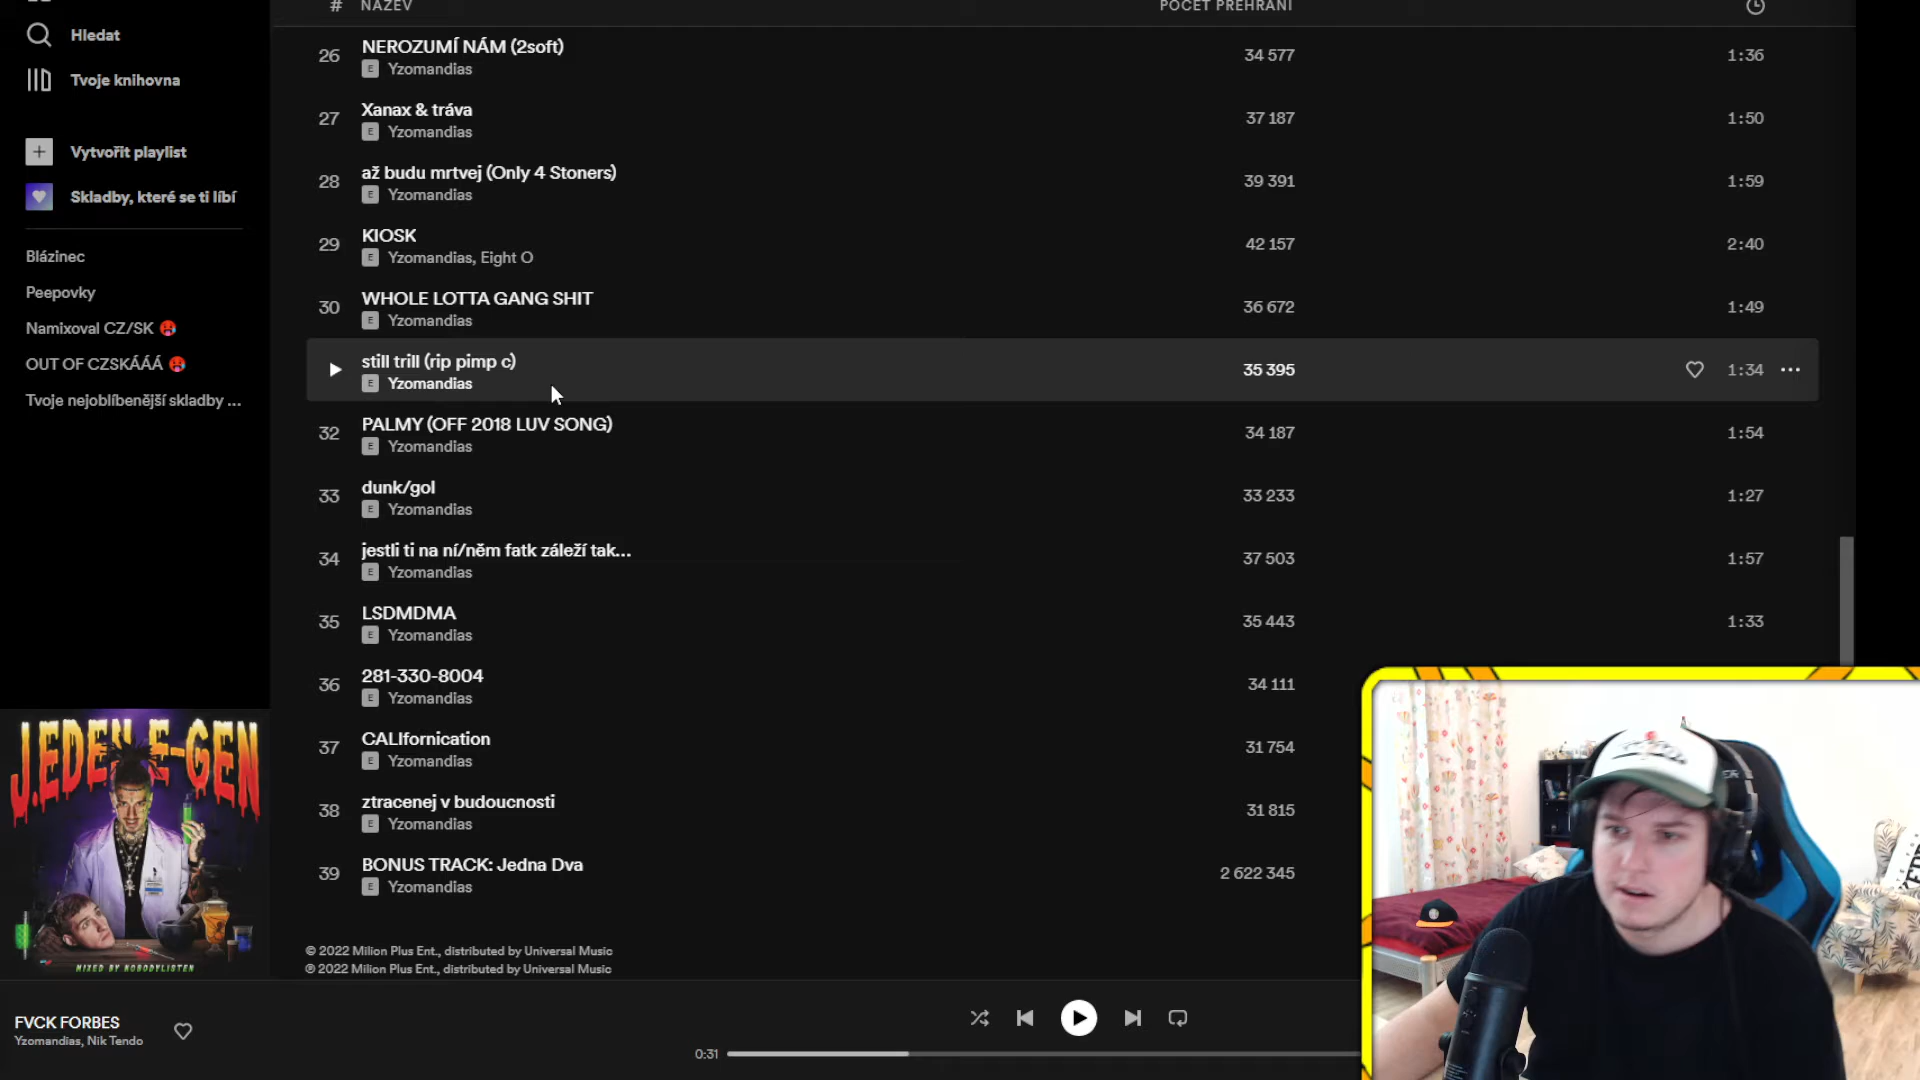 # NÁZEV POČET PŘEHRÁNÍ
Hledat
Tvoje knihovna
Vytvořit playlist
Skladby, které se ti líbí
Blázinec
Peepovky
Namixoval CZ/SK
OUT OF CZSKÁÁÁ
Tvoje nejoblíbenější skladby ...
26 NEROZUMÍ NÁM (2soft) 34 577 1:36
E Yzomandias
27 Xanax & tráva 37 187 1:50
E Yzomandias
28 až budu mrtvej (Only 4 Stoners) 39 391 1:59
E Yzomandias
29 KIOSK 42 157 2:40
E Yzomandias, Eight O
30 WHOLE LOTTA GANG SHIT 36 672 1:49
E Yzomandias
still trill (rip pimp c) 35 395 1:34
E Yzomandias
32 PALMY (OFF 2018 LUV SONG) 34 187 1:54
E Yzomandias
33 dunk/gol 33 233 1:27
E Yzomandias
34 jestli ti na ní/něm fatk záleží tak... 37 503 1:57
E Yzomandias
35 LSDMDMA 35 443 1:33
E Yzomandias
36 281-330-8004 34 111
E Yzomandias
37 CALIfornication 31 754
E Yzomandias
38 ztracenej v budoucnosti 31 815
E Yzomandias
39 BONUS TRACK: Jedna Dva 2 622 345
E Yzomandias
© 2022 Milion Plus Ent., distributed by Universal Music
℗ 2022 Milion Plus Ent., distributed by Universal Music
J.EDEN E-GEN
MIXED BY NOBODYLISTEN
FVCK FORBES
Yzomandias, Nik Tendo
0:31